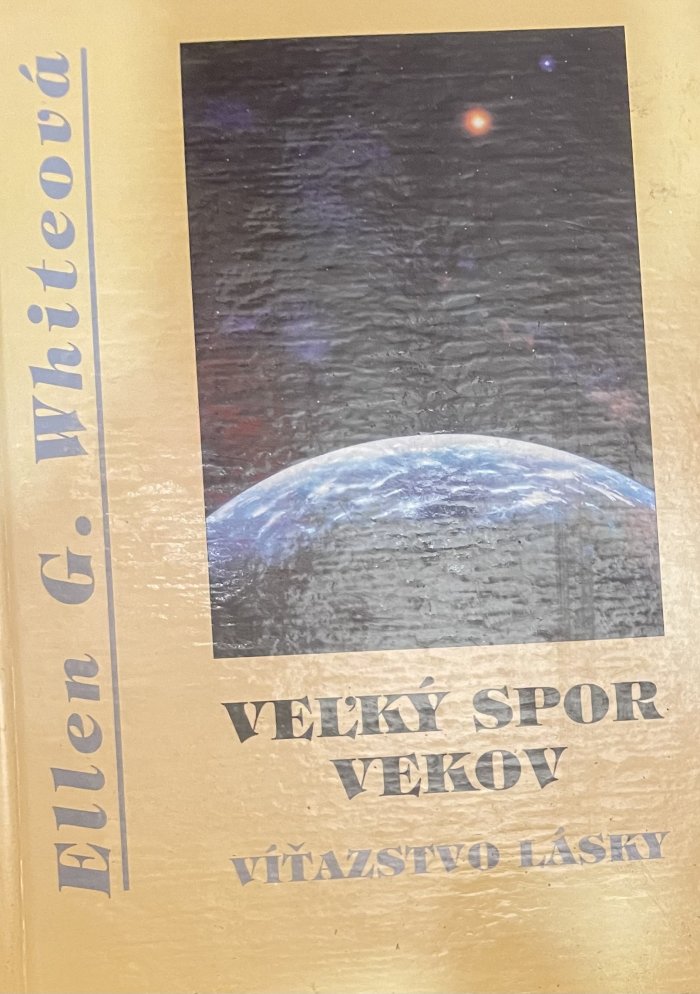 Ellen G. Whiteová
VEĽKÝ SPOR
VEKOV
VÍŤAZSTVO LÁSKY